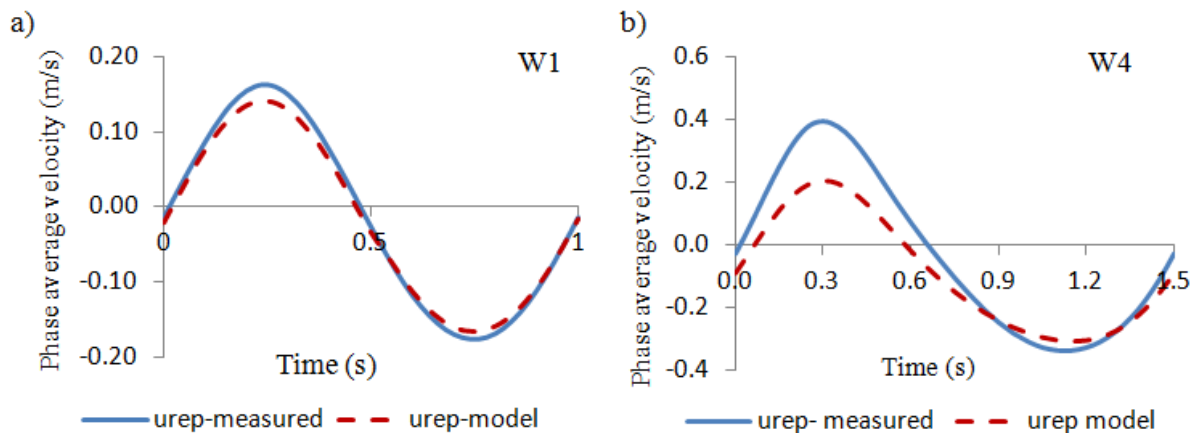 a)
W1
Phase average velocity (m/s)
0.20
0.10
0.00
-0.10
-0.20
0
0.5
1
Time (s)
urep-measured
urep-model
b)
W4
Phase average velocity (m/s)
0.6
0.4
0.2
0.0
-0.2
-0.4
0.0
0.3
0.6
0.9
1.2
1.5
Time (s)
urep- measured
urep model